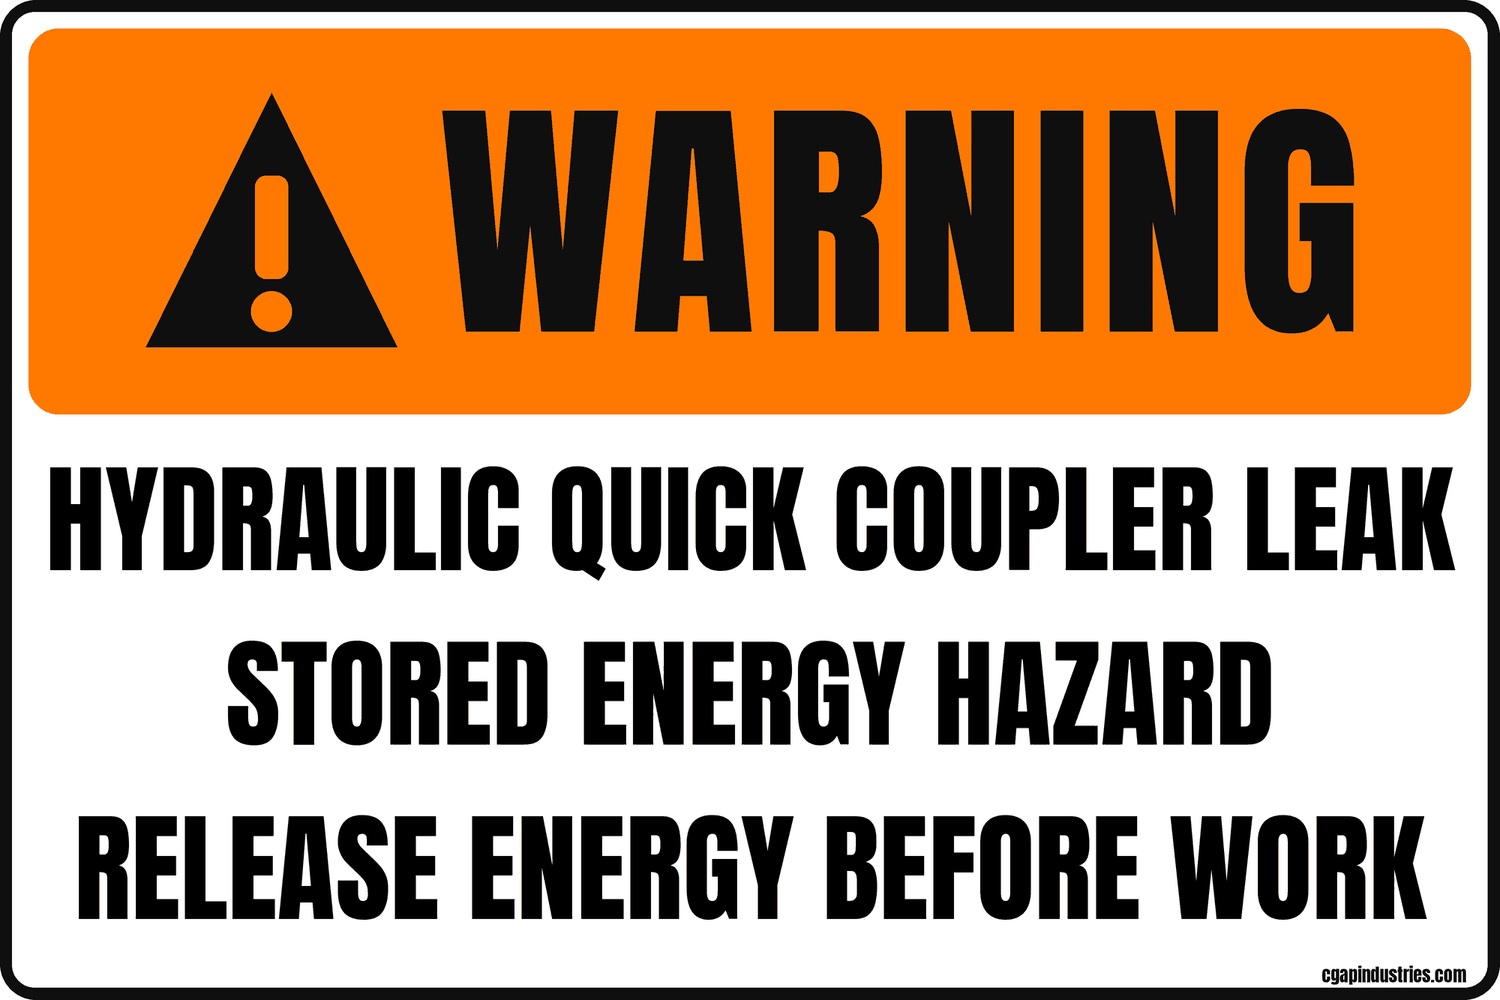 WARNING
HYDRAULIC QUICK COUPLER LEAK
STORED ENERGY HAZARD
RELEASE ENERGY BEFORE WORK
cgapindustries.com